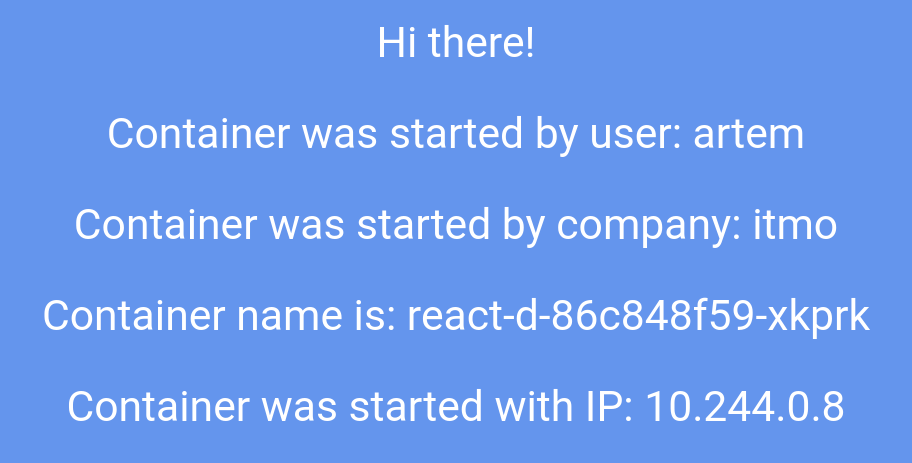 Hi there!
Container was started by user: artem
Container was started by company: itmo
Container name is: react-d-86c848f59-xkprk
Container was started with IP: 10.244.0.8